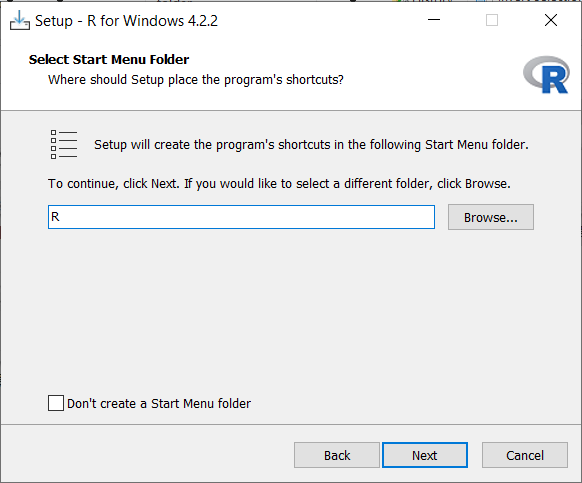 Setup - R for Windows 4.2.2
Select Start Menu Folder
Where should Setup place the program's shortcuts?
R
Setup will create the program's shortcuts in the following Start Menu folder.
To continue, click Next. If you would like to select a different folder, click Browse.
R
Browse...
Don't create a Start Menu folder
Back
Next
Cancel